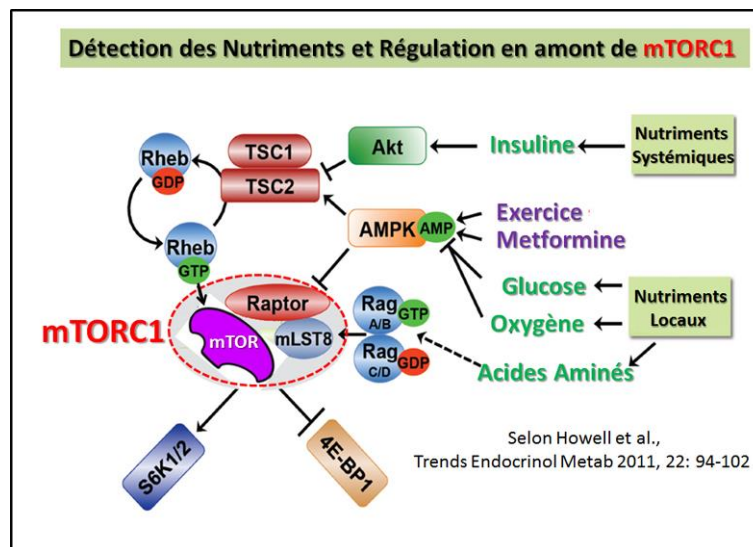 Détection des Nutriments et Régulation en amont de mTORC1
TSC1
TSC2
Akt
Insuline
Nutriments
Systémiques
Rheb
GDP
Rheb
GTP
AMPK
AMP
Exercice
Metformine
Glucose
Oxygène
Acides Aminés
Nutriments
Locaux
mTORC1
Raptor
mTOR
mLST8
Rag
A/B
GTP
Rag
C/D
GDP
S6K1/2
4E-BP1
Selon Howell et al.,
Trends Endocrinol Metab 2011, 22: 94-102